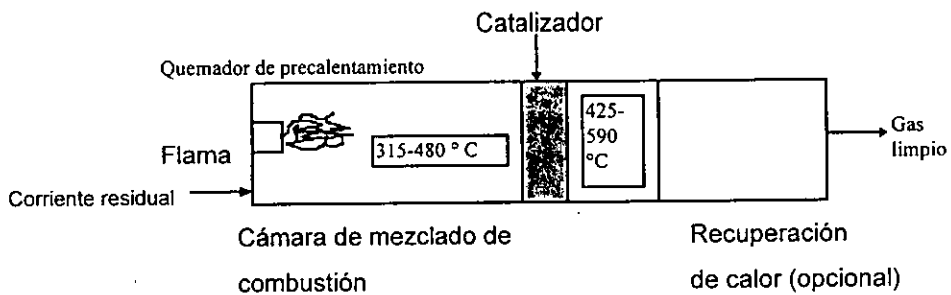 Catalizador
Quemador de precalentamiento
Flama
315-480 ° C
425-
590
°C
Gas
limpio
Corriente residual
Cámara de mezclado de
combustión
Recuperación
de calor (opcional)